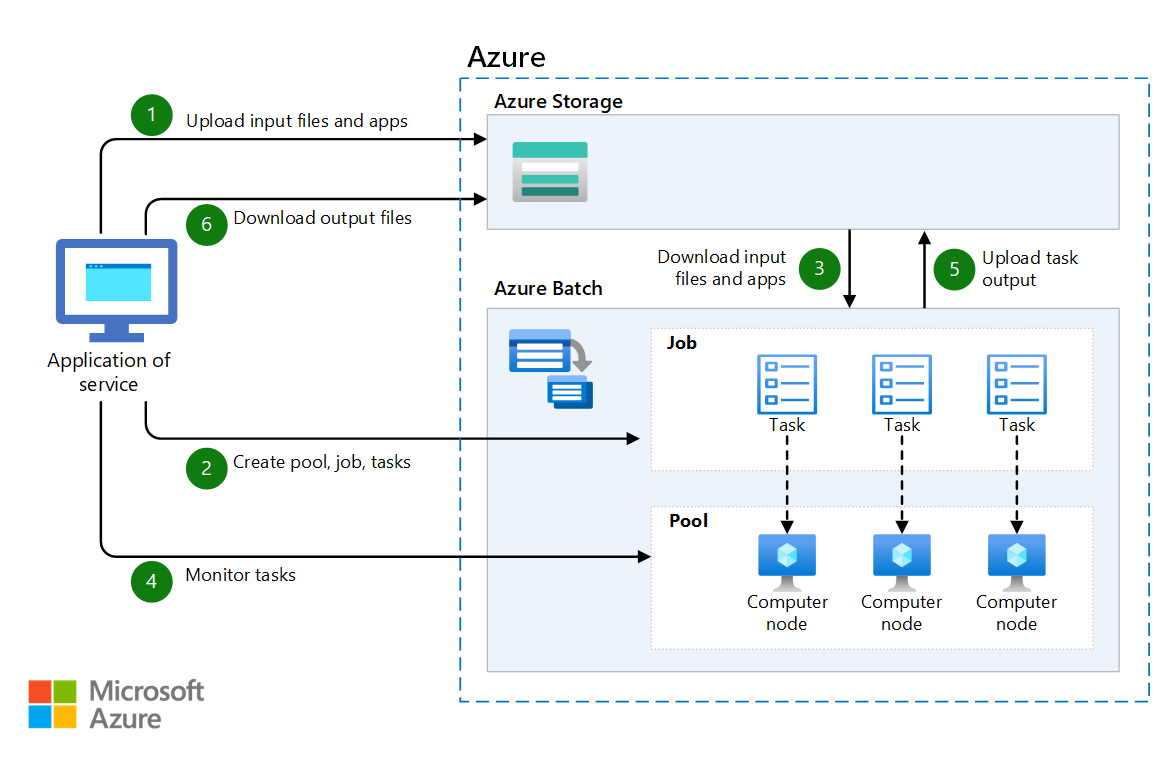 Azure
Azure Storage
1
Upload input files and apps
6
Download output files
Download input
files and apps
3
5
Upload task
output
Azure Batch
Application of
service
Job
Task
Task
Task
2
Create pool, job, tasks
Pool
4
Monitor tasks
Computer
node
Computer
node
Computer
node
Microsoft
Azure